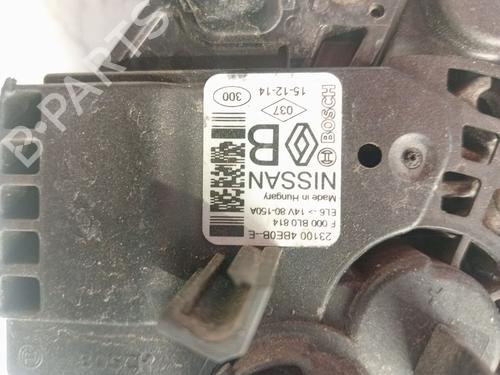 B-PARTS
300
037
15-12-14
BOSCH
B
NISSAN
Made in Hungary
EL6 -> 14V 80-150A
F 000 BL0 814
23100 4BE0B--E
BOSCH